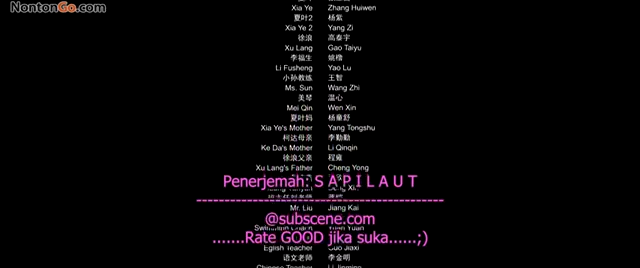 NontonGo.com
Xia Ye Zhang Huiwen
夏叶2 杨紫
Xia Ye 2 Yang Zi
徐浪 高泰宇
Xu Lang Gao Taiyu
李福生 姚橹
Li Fusheng Yao Lu
小孙教练 王智
Ms. Sun Wang Zhi
美琴 温心
Mei Qin Wen Xin
夏叶妈 杨童舒
Xia Ye's Mother Yang Tongshu
柯达母亲 李勤勤
Ke Da's Mother Li Qinqin
徐浪父亲 程雍
Xu Lang's Father Cheng Yong
Penerjemah: S A P I L A U T
-----------------------------------------
Mr. Liu Jiang Kai
@subscene.com
.......Rate GOOD jika suka......;)
Eglish Teacher Guo Jiaxi
语文老师 李金明
Chinese Teacher Li Jinming